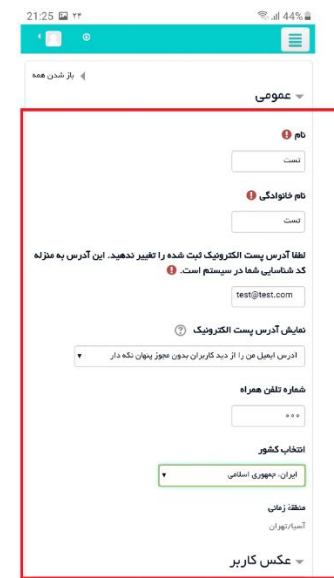 21:25 ۲۳ 44%
باز شدن همه
عمومی
نام
تست
نام خانوادگی
تست
لطفا آدرس پست الکترونیک ثبت شده را تغییر ندهید. این آدرس به منزله
کد شناسایی شما در سیستم است.
test@test.com
نمایش آدرس پست الکترونیک
آدرس ایمیل من را از دید کاربران بدون مجوز پنهان نگه دار
شماره تلفن همراه
۰۰۰
انتخاب کشور
ایران، جمهوری اسلامی
منطقهٔ زمانی
آسیا/تهران
عکس کاربر